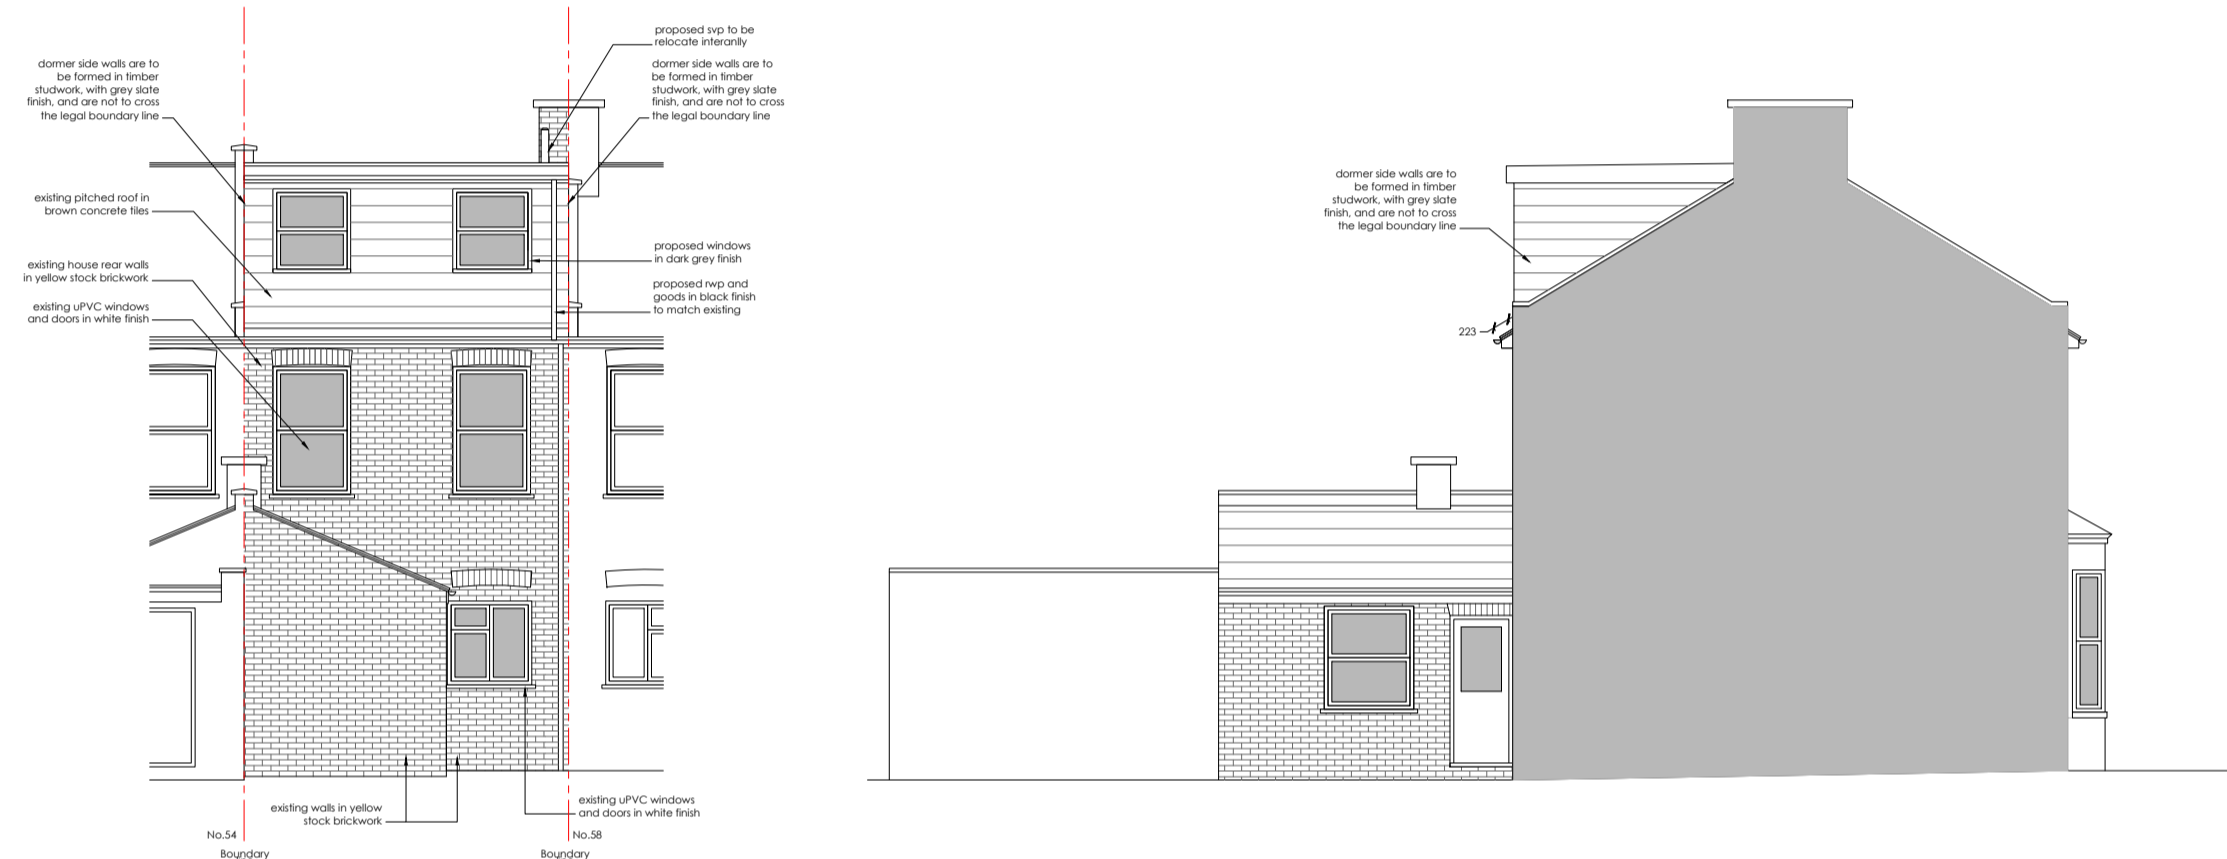 proposed svp to be
relocate interanlly
dormer side walls are to
be formed in timber
studwork, with grey slate
finish, and are not to cross
the legal boundary line
dormer side walls are to
be formed in timber
studwork, with grey slate
finish, and are not to cross
the legal boundary line
existing pitched roof in
brown concrete tiles
existing house rear walls
in yellow stock brickwork
existing uPVC windows
and doors in white finish
proposed windows
in dark grey finish
proposed rwp and
goods in black finish
to match existing
existing walls in yellow
stock brickwork
existing uPVC windows
and doors in white finish
No.54
No.58
Boundary
Boundary
dormer side walls are to
be formed in timber
studwork, with grey slate
finish, and are not to cross
the legal boundary line
223